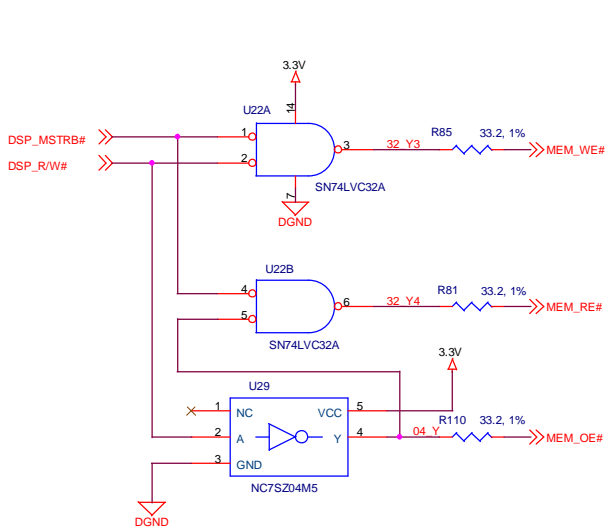 3.3V
14
U22A
DSP_MSTRB#
1
3
32_Y3
R85
33.2, 1%
MEM_WE#
DSP_R/W#
2
SN74LVC32A
7
DGND
U22B
4
6
32_Y4
R81
33.2, 1%
MEM_RE#
5
SN74LVC32A
3.3V
U29
1
NC
VCC
5
R110
33.2, 1%
2
A
Y
4
04_Y
MEM_OE#
3
GND
NC7SZ04M5
DGND